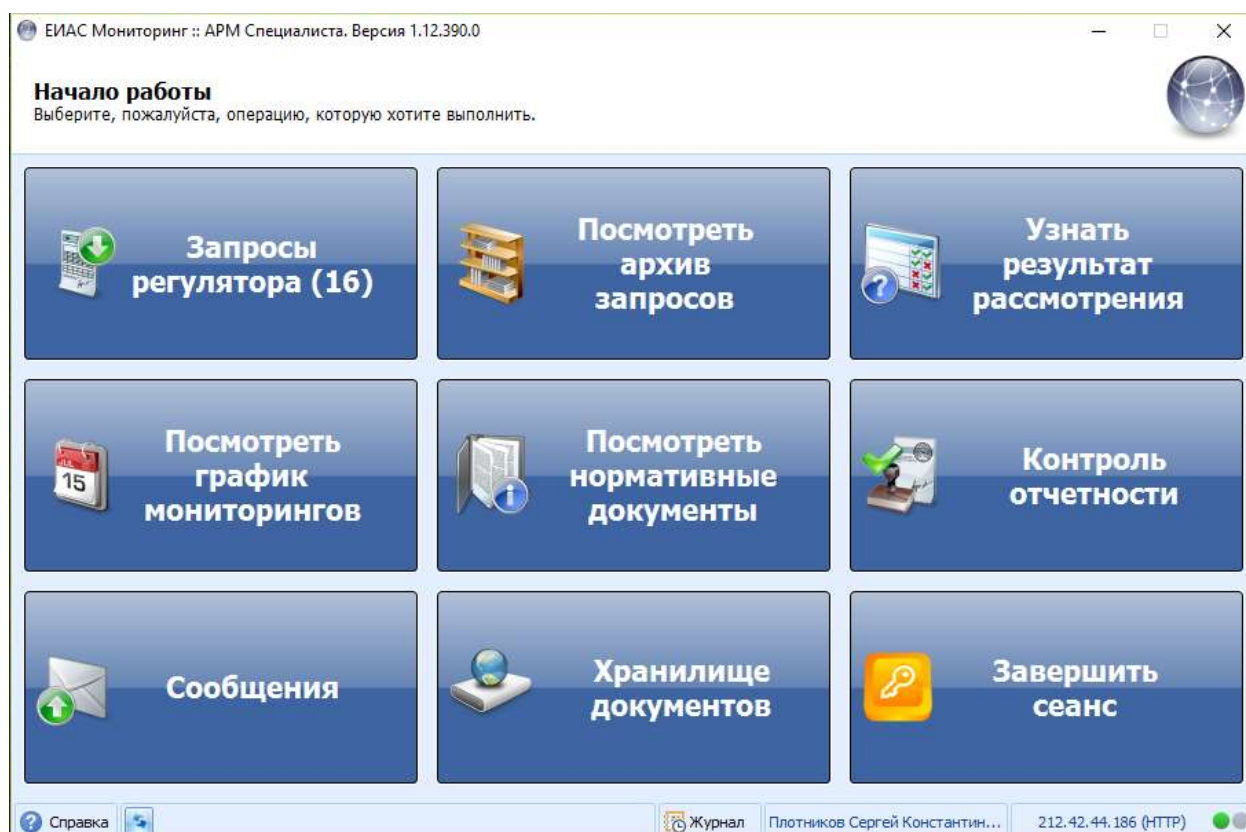 ЕИАС Мониторинг :: АРМ Специалиста. Версия 1.12.390.0
Начало работы
Выберите, пожалуйста, операцию, которую хотите выполнить.
Запросы
регулятора (16)
Посмотреть
архив
запросов
Узнать
результат
рассмотрения
Посмотреть
график
мониторингов
JUL
15
Посмотреть
нормативные
документы
Контроль
отчетности
Сообщения
Хранилище
документов
Завершить
сеанс
Справка
Журнал
Плотников Сергей Константин...
212.42.44.186 (HTTP)